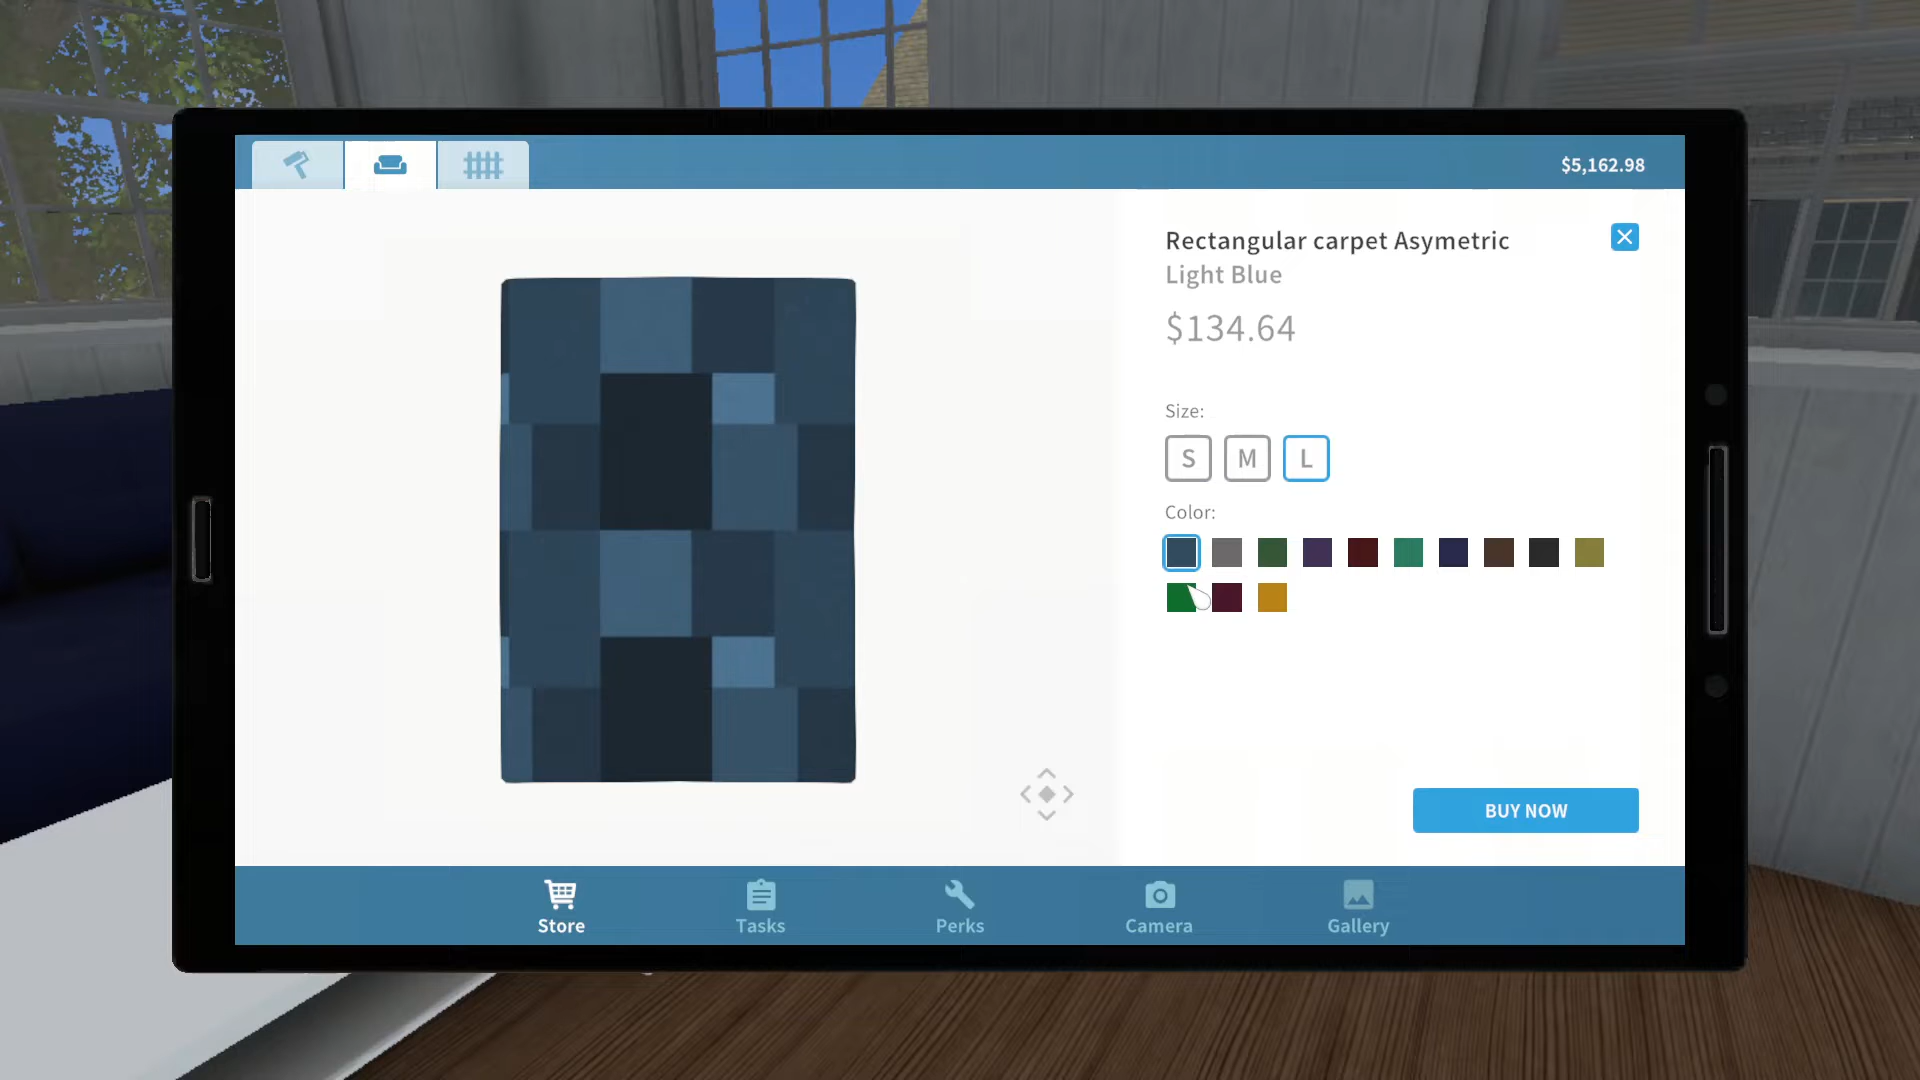 $5,162.98
Rectangular carpet Asymetric
Light Blue
$134.64
Size:
S M L
Color:
BUY NOW
Store Tasks Perks Camera Gallery